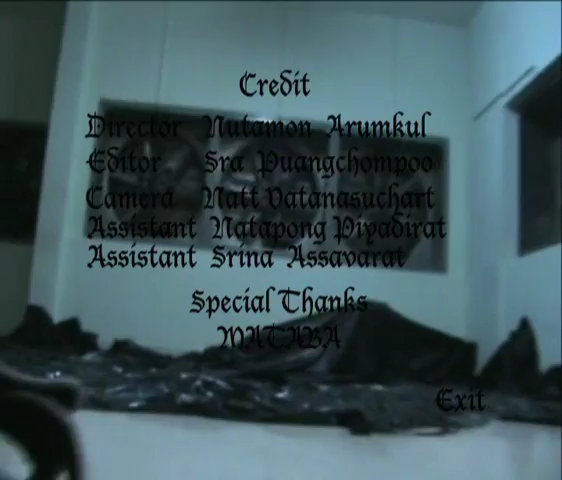 Credit
Director Nutamon Arumkul
Editor Sra Puangchompoo
Camera Natt Vatanasuchart
Assistant Natapong Piyadirat
Assistant Srina Assavarat
Special Thanks
MATABA
Exit